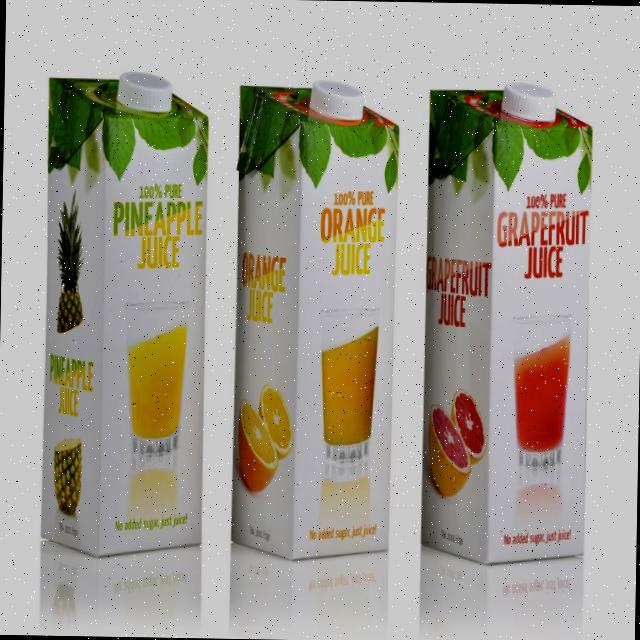 100% PURE
PINEAPPLE
JUICE
PINEAPPLE
JUICE
No added sugar, just juice!
100% PURE
ORANGE
JUICE
ORANGE
JUICE
No added sugar, just juice!
100% PURE
GRAPEFRUIT
JUICE
GRAPEFRUIT
JUICE
No added sugar, just juice!